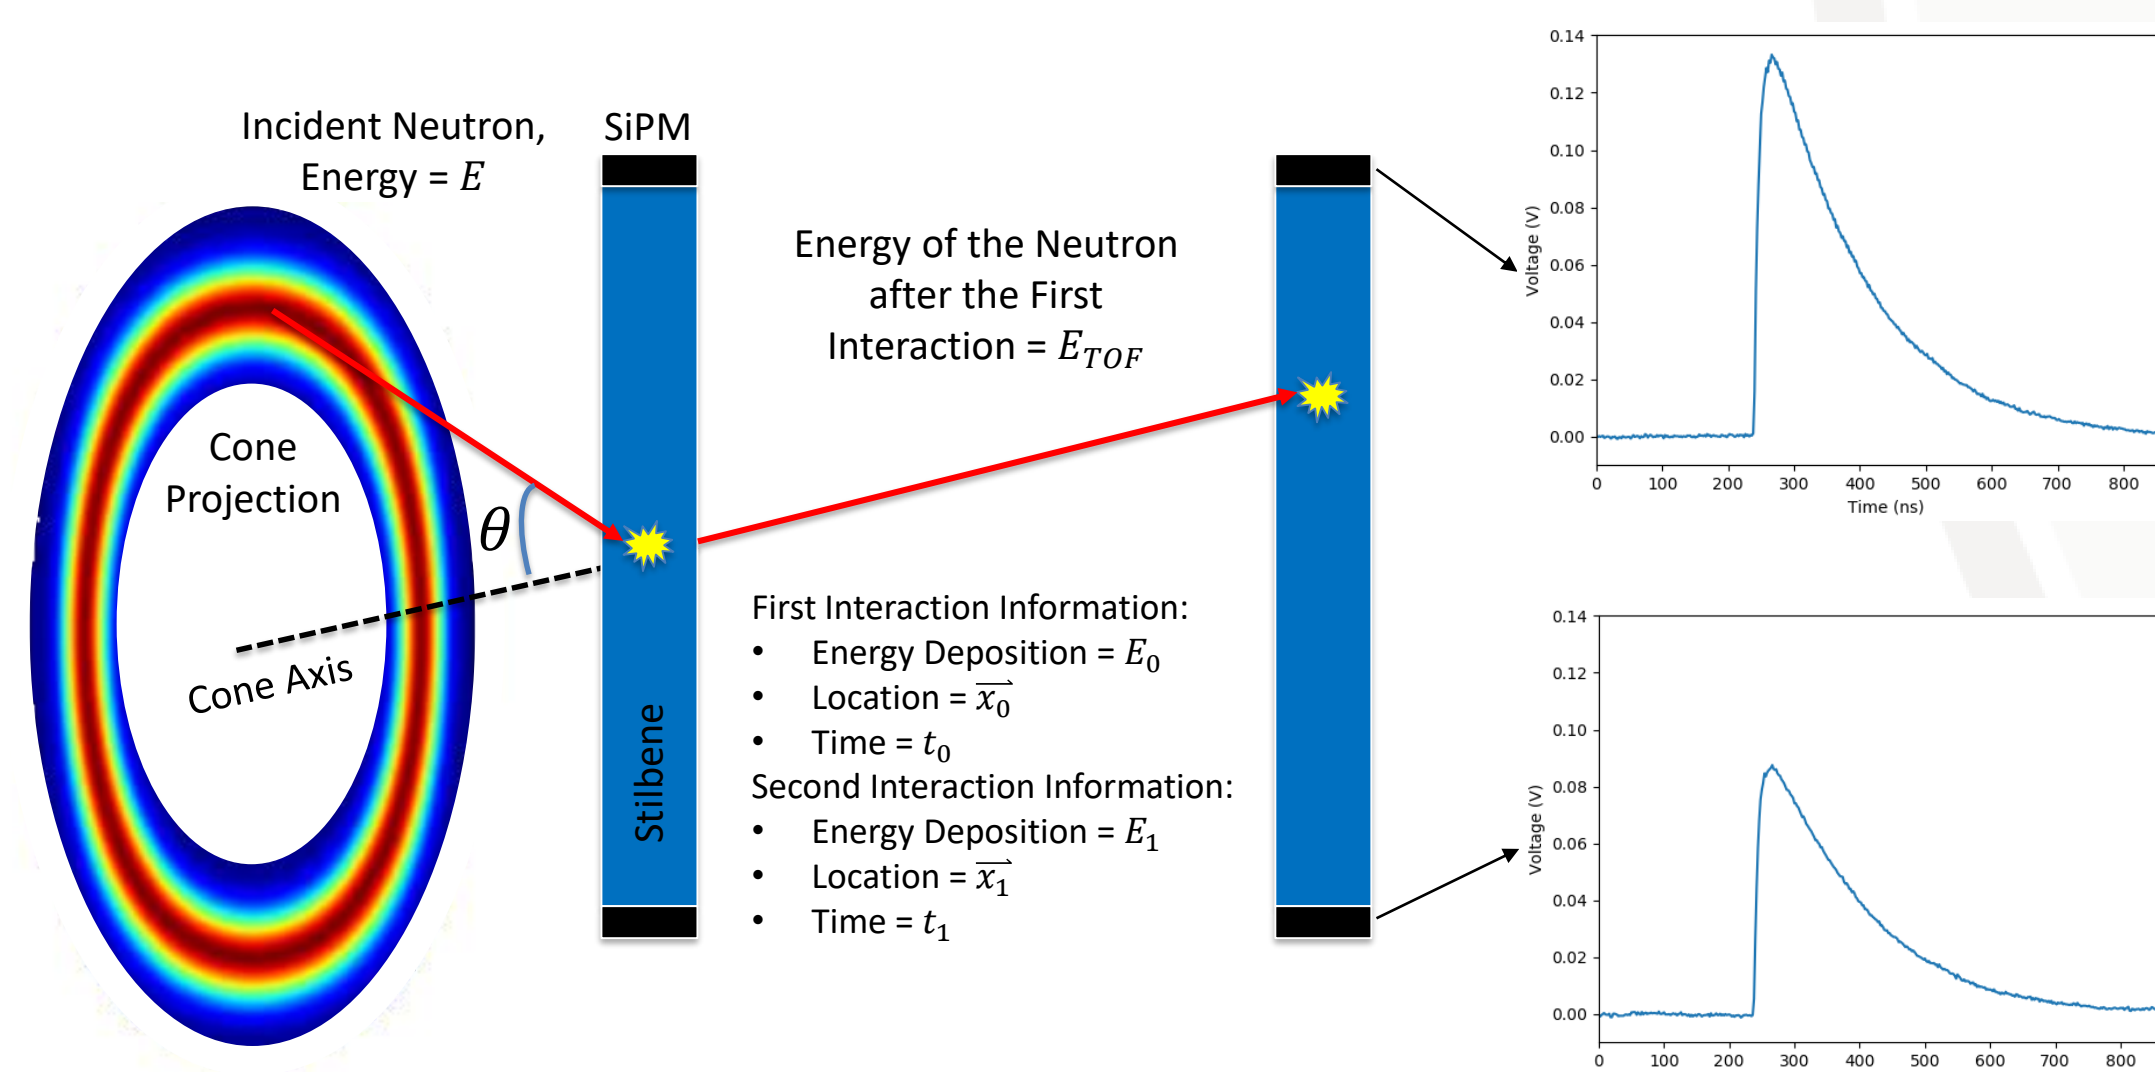 Incident Neutron,
Energy = E
SiPM
Cone
Projection
θ
Cone Axis
Stilbene
Energy of the Neutron
after the First
Interaction = E_{TOF}
First Interaction Information:
• Energy Deposition = E_0
• Location = \overrightarrow{x_0}
• Time = t_0
Second Interaction Information:
• Energy Deposition = E_1
• Location = \overrightarrow{x_1}
• Time = t_1
0.14
0.12
0.10
0.08
0.06
0.04
0.02
0.00
Voltage (V)
0 100 200 300 400 500 600 700 800
Time (ns)
0.14
0.12
0.10
0.08
0.06
0.04
0.02
0.00
Voltage (V)
0 100 200 300 400 500 600 700 800